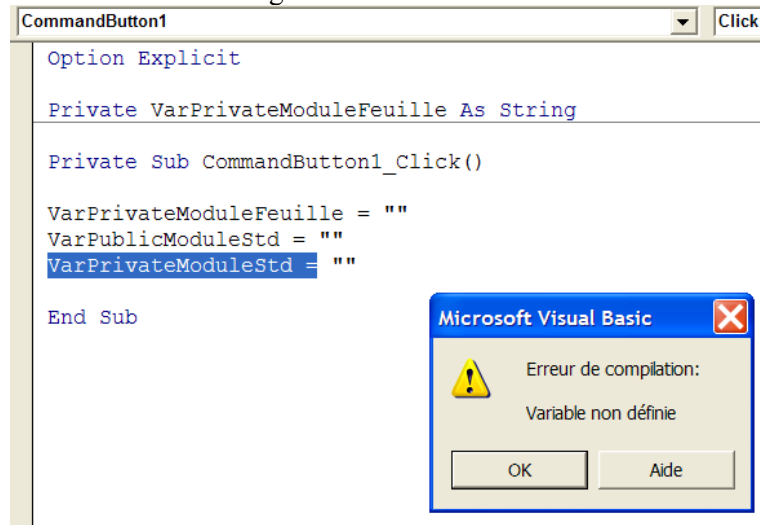 CommandButton1 Click
Option Explicit
Private VarPrivateModuleFeuille As String
Private Sub CommandButton1_Click()
VarPrivateModuleFeuille = ""
VarPublicModuleStd = ""
VarPrivateModuleStd = ""
End Sub
Microsoft Visual Basic
Erreur de compilation:
Variable non définie
OK Aide